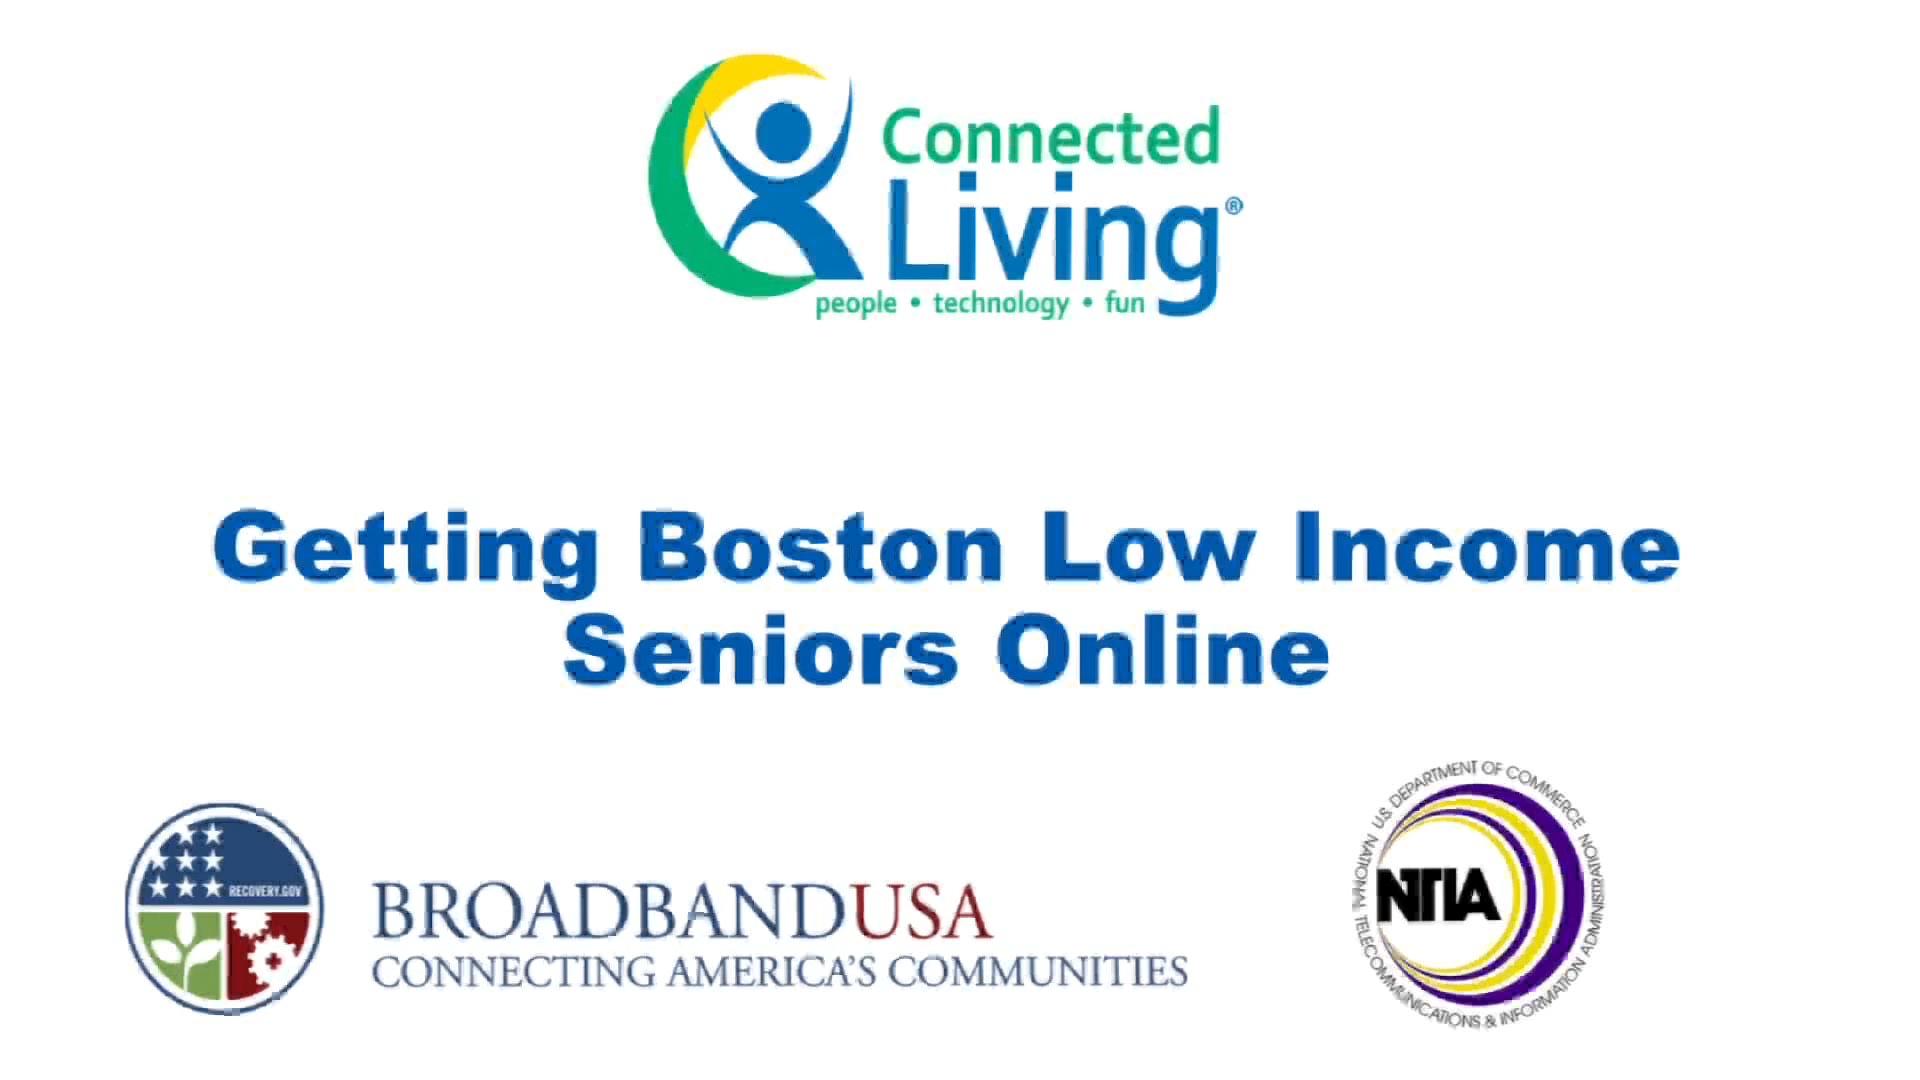 Connected
Living®
people • technology • fun
Getting Boston Low Income
Seniors Online
RECOVERY.GOV
BROADBANDUSA
CONNECTING AMERICA'S COMMUNITIES
U.S. DEPARTMENT OF COMMERCE
NATIONAL TELECOMMUNICATIONS & INFORMATION ADMINISTRATION
NTIA